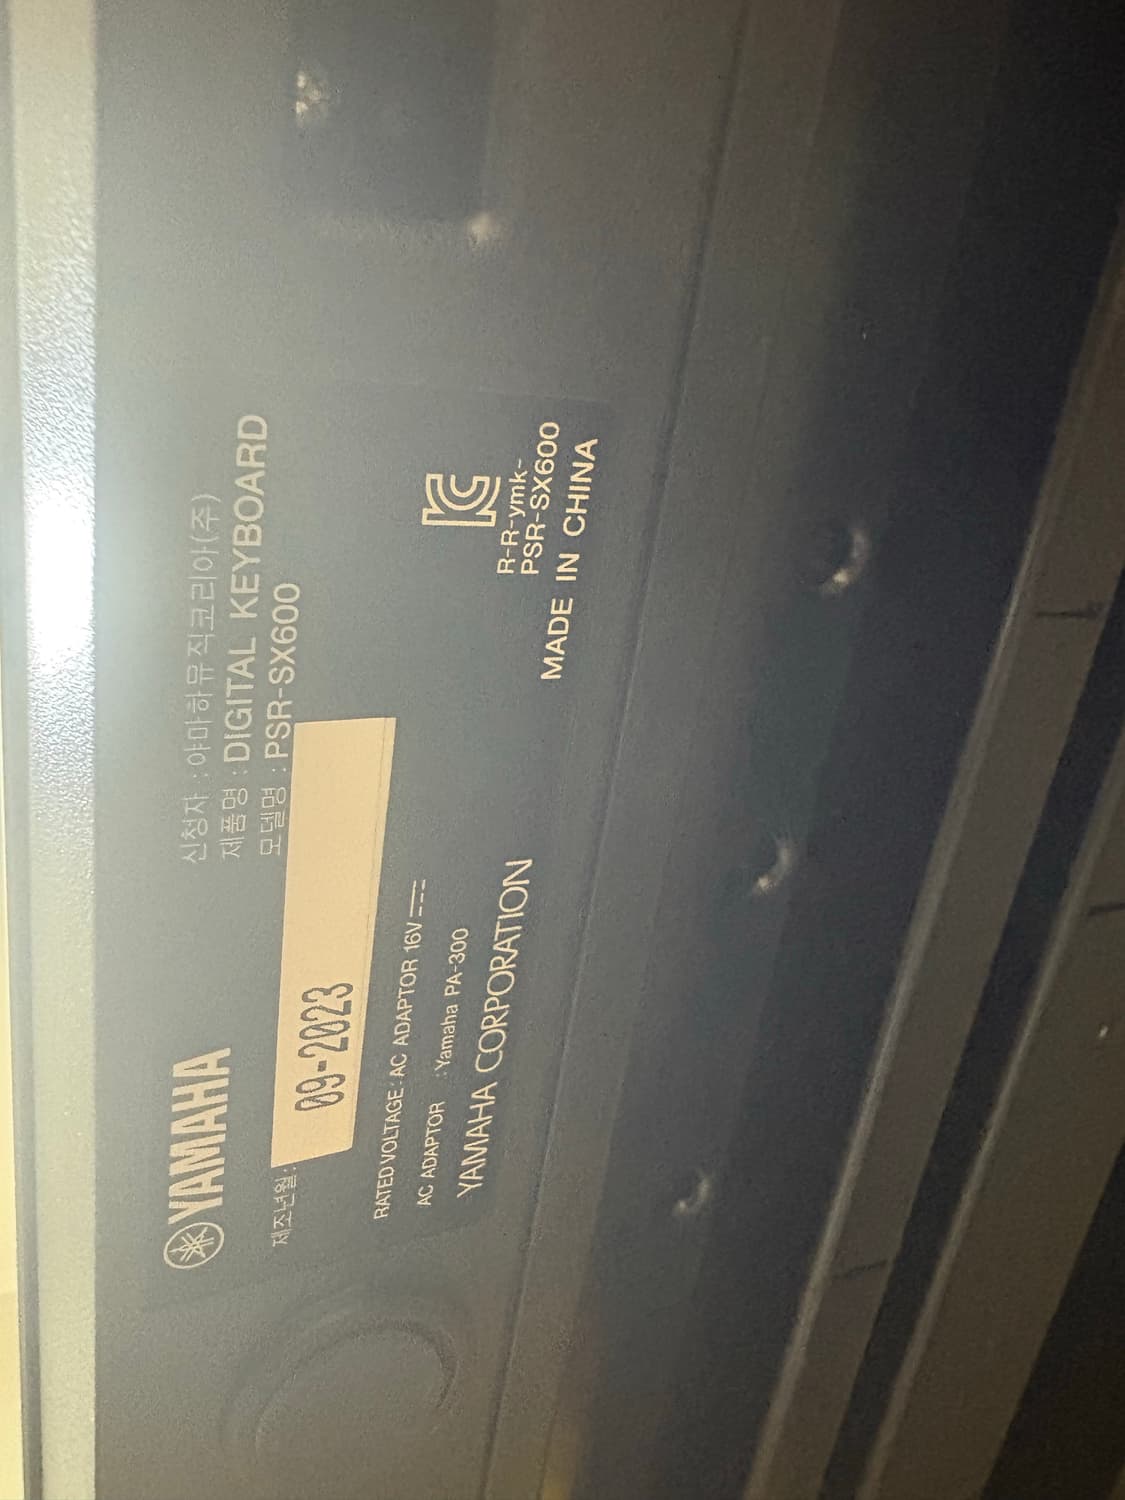 YAMAHA
신청자 : 야마하뮤직코리아(주)
제품명 : DIGITAL KEYBOARD
모델명 : PSR-SX600
제조년월:
09-2023
RATED VOLTAGE: AC ADAPTOR 16V⎓
AC ADAPTOR : Yamaha PA-300
YAMAHA CORPORATION
R-R-ymk-
PSR-SX600
MADE IN CHINA